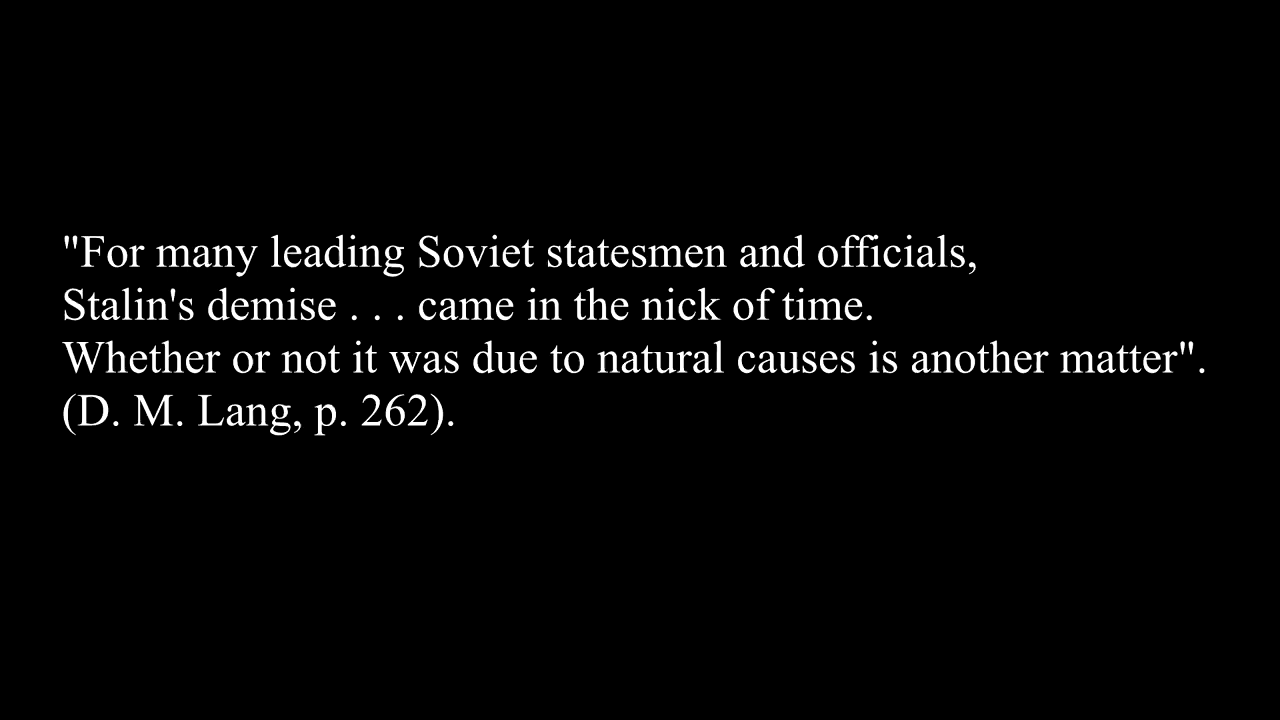 "For many leading Soviet statesmen and officials,
Stalin's demise . . . came in the nick of time.
Whether or not it was due to natural causes is another matter".
(D. M. Lang, p. 262).